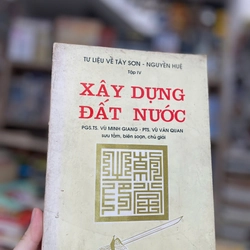 TƯ LIỆU VỀ TÂY SƠN - NGUYỄN HUỆ
Tập IV
XÂY DỰNG
ĐẤT NƯỚC
PGS.TS. VŨ MINH GIANG - PTS. VŨ VĂN QUÂN
sưu tầm, biên soạn, chú giải